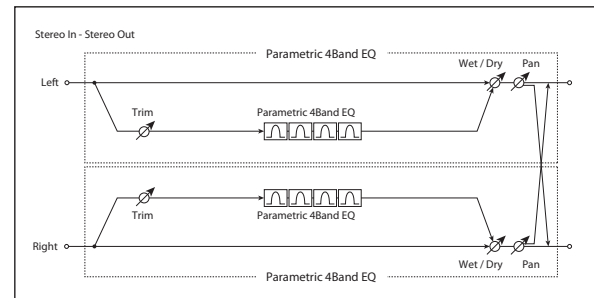 Stereo In - Stereo Out
Parametric 4Band EQ
Wet / Dry
Pan
Left
Trim
Parametric 4Band EQ
Trim
Parametric 4Band EQ
Right
Wet / Dry
Pan
Parametric 4Band EQ